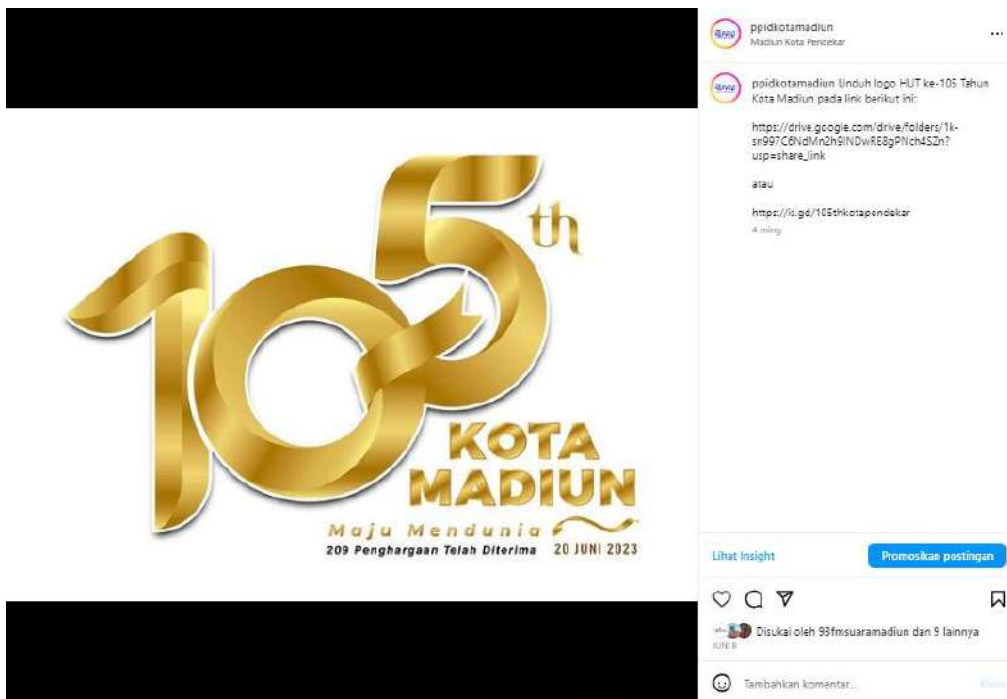 105th
KOTA
MADIUN
Maju Mendunia
209 Penghargaan Telah Diterima 20 JUNI 2023
ppidkotamadiun
Madiun Kota Pendekar
ppidkotamadiun Unduh logo HUT ke-105 Tahun
Kota Madiun pada link berikut ini:
https://drive.google.com/drive/folders/1k-
usp=share_link
atau
https://is.gd/105thkotapendekar
4 ming
Lihat Insight
Promosikan postingan
Disukai oleh 93fmsuaramadiun dan 9 lainnya
Tambahkan komentar...